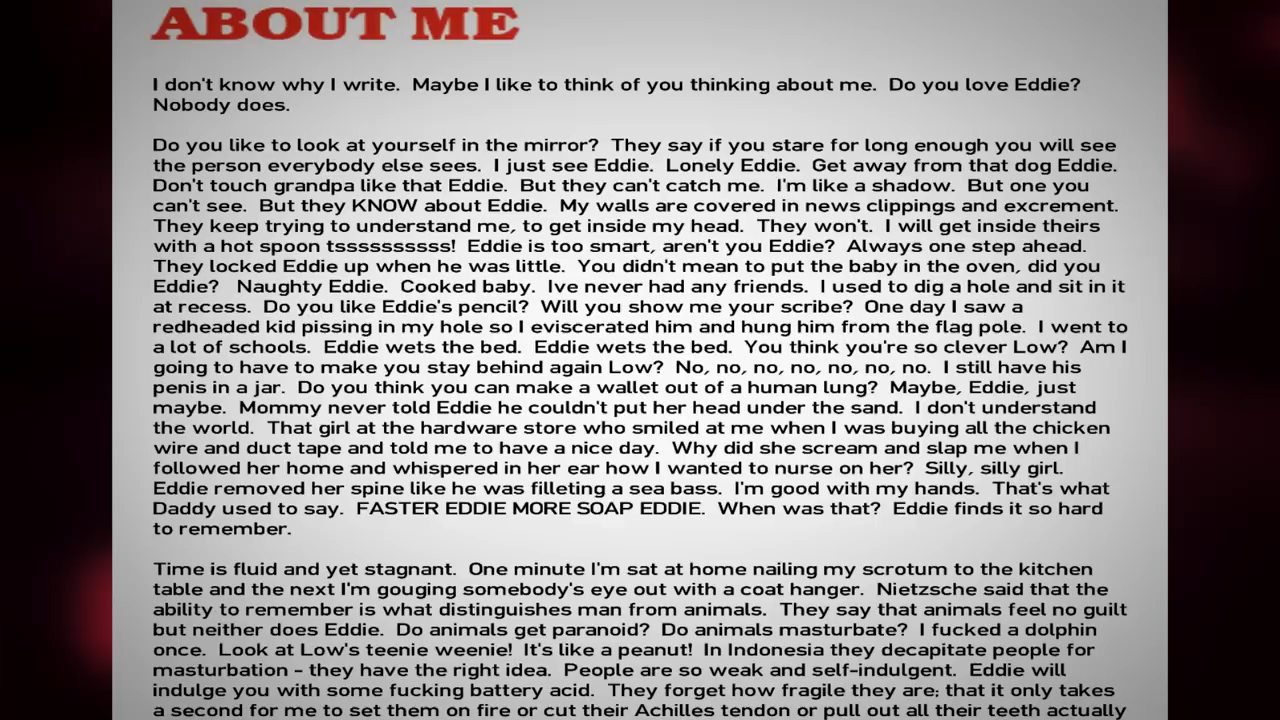 ABOUT ME
I don't know why I write. Maybe I like to think of you thinking about me. Do you love Eddie?
Nobody does.
Do you like to look at yourself in the mirror? They say if you stare for long enough you will see
the person everybody else sees. I just see Eddie. Lonely Eddie. Get away from that dog Eddie.
Don't touch grandpa like that Eddie. But they can't catch me. I'm like a shadow. But one you
can't see. But they KNOW about Eddie. My walls are covered in news clippings and excrement.
They keep trying to understand me, to get inside my head. They won't. I will get inside theirs
with a hot spoon tssssssssss! Eddie is too smart, aren't you Eddie? Always one step ahead.
They locked Eddie up when he was little. You didn't mean to put the baby in the oven, did you
Eddie? Naughty Eddie. Cooked baby. Ive never had any friends. I used to dig a hole and sit in it
at recess. Do you like Eddie's pencil? Will you show me your scribe? One day I saw a
redheaded kid pissing in my hole so I eviscerated him and hung him from the flag pole. I went to
a lot of schools. Eddie wets the bed. Eddie wets the bed. You think you're so clever Low? Am I
going to have to make you stay behind again Low? No, no, no, no, no, no, no. I still have his
penis in a jar. Do you think you can make a wallet out of a human lung? Maybe, Eddie, just
maybe. Mommy never told Eddie he couldn't put her head under the sand. I don't understand
the world. That girl at the hardware store who smiled at me when I was buying all the chicken
wire and duct tape and told me to have a nice day. Why did she scream and slap me when I
followed her home and whispered in her ear how I wanted to nurse on her? Silly, silly girl.
Eddie removed her spine like he was filleting a sea bass. I'm good with my hands. That's what
Daddy used to say. FASTER EDDIE MORE SOAP EDDIE. When was that? Eddie finds it so hard
to remember.
Time is fluid and yet stagnant. One minute I'm sat at home nailing my scrotum to the kitchen
table and the next I'm gouging somebody's eye out with a coat hanger. Nietzsche said that the
ability to remember is what distinguishes man from animals. They say that animals feel no guilt
but neither does Eddie. Do animals get paranoid? Do animals masturbate? I fucked a dolphin
once. Look at Low's teenie weenie! It's like a peanut! In Indonesia they decapitate people for
masturbation - they have the right idea. People are so weak and self-indulgent. Eddie will
indulge you with some fucking battery acid. They forget how fragile they are; that it only takes
a second for me to set them on fire or cut their Achilles tendon or pull out all their teeth actually